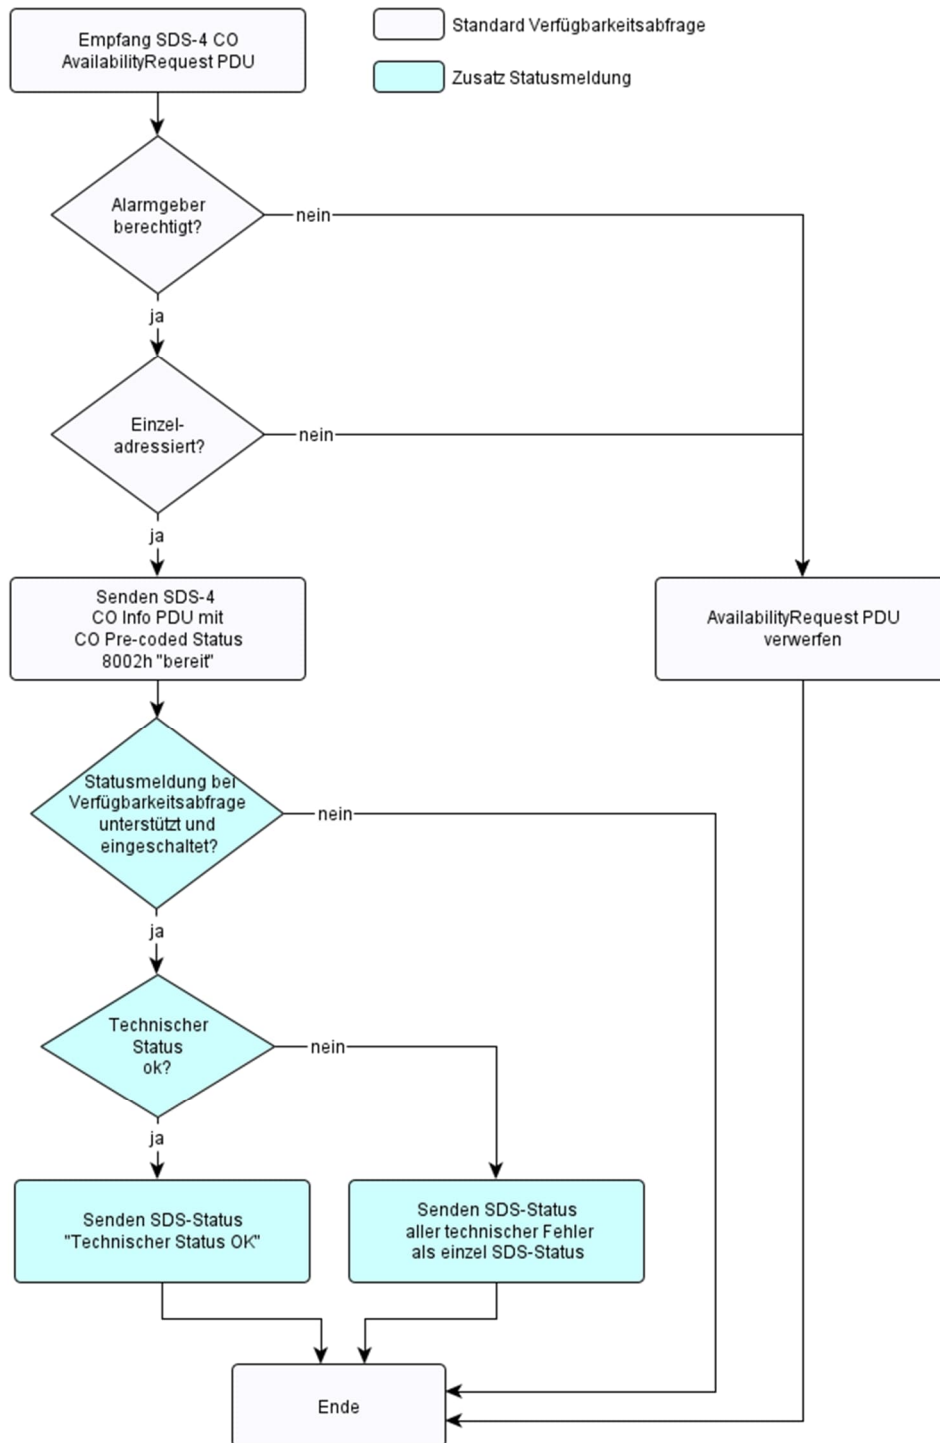 Empfang SDS-4 CO
AvailabilityRequest PDU
Standard Verfügbarkeitsabfrage
Zusatz Statusmeldung
Alarmgeber
berechtigt?
nein
ja
Einzel-
adressiert?
nein
ja
Senden SDS-4
CO Info PDU mit
CO Pre-coded Status
8002h "bereit"
AvailabilityRequest PDU
verwerfen
Statusmeldung bei
Verfügbarkeitsabfrage
unterstützt und
eingeschaltet?
nein
ja
Technischer
Status
ok?
nein
ja
Senden SDS-Status
"Technischer Status OK"
Senden SDS-Status
aller technischer Fehler
als einzel SDS-Status
Ende